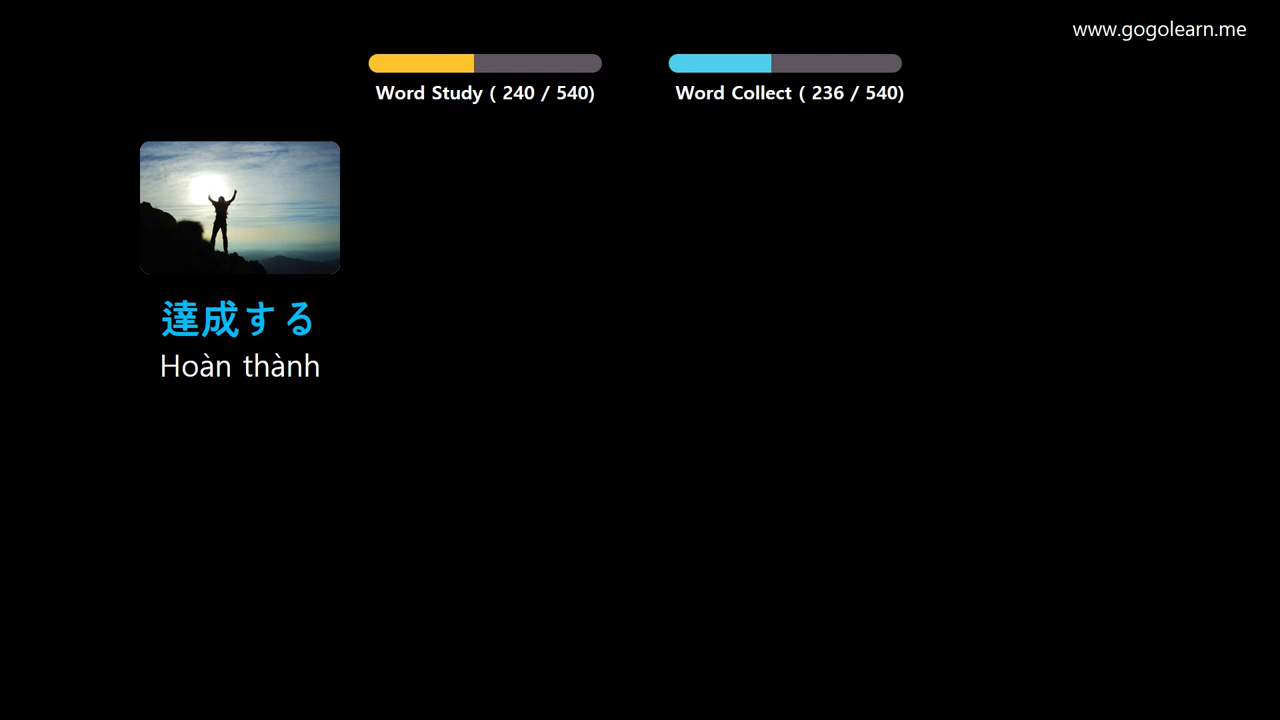 www.gogolearn.me
Word Study ( 240 / 540)
Word Collect ( 236 / 540)
達成する
Hoàn thành